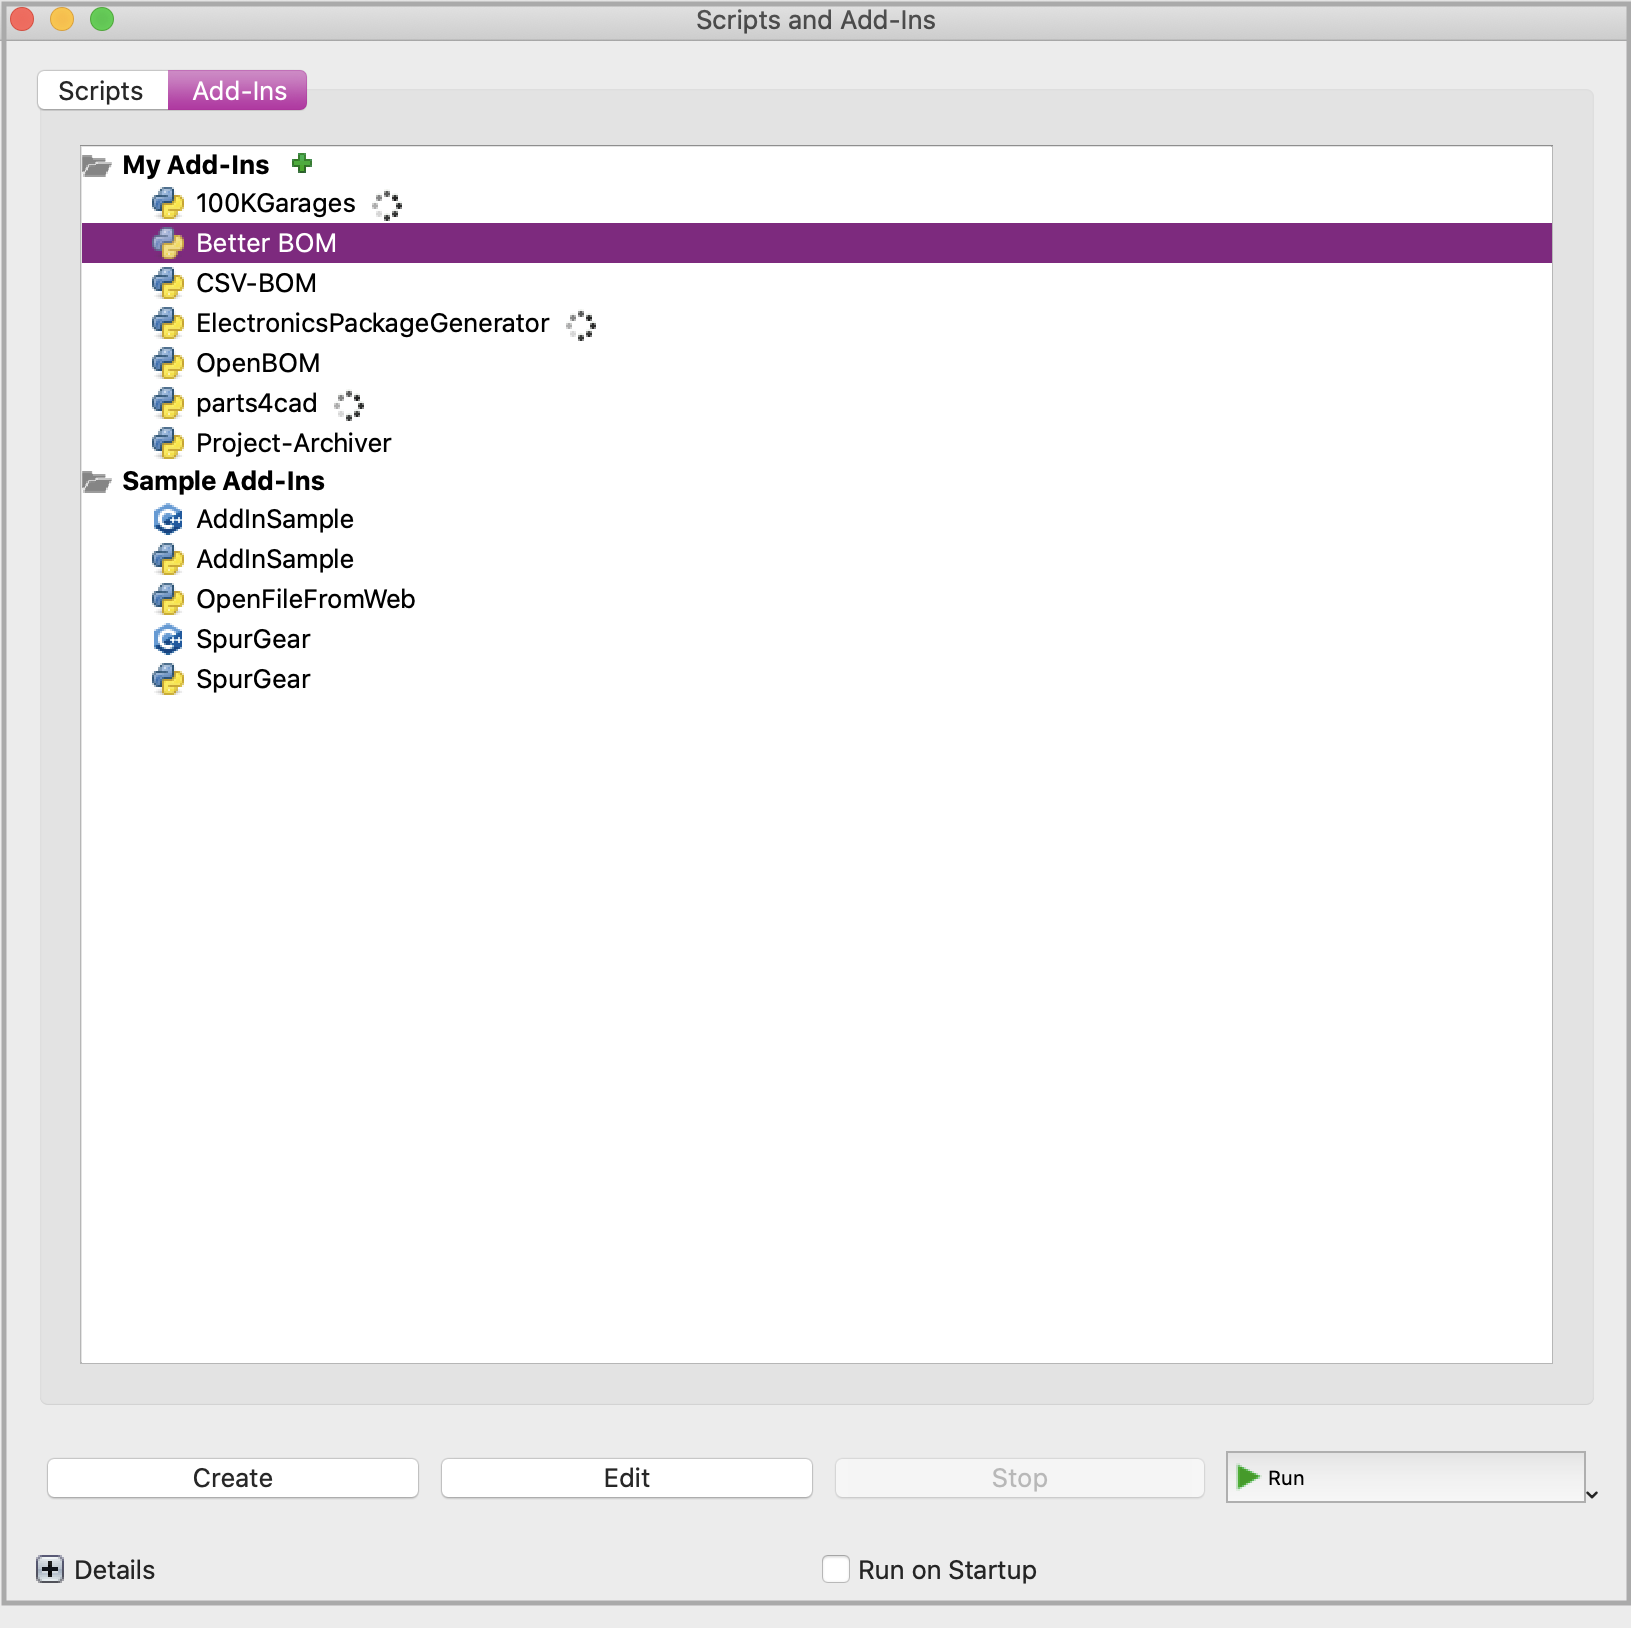 Scripts and Add-Ins
Scripts Add-Ins
My Add-Ins
100KGarages
Better BOM
CSV-BOM
ElectronicsPackageGenerator
OpenBOM
parts4cad
Project-Archiver
Sample Add-Ins
AddInSample
AddInSample
OpenFileFromWeb
SpurGear
SpurGear
Create Edit Stop Run
Details Run on Startup